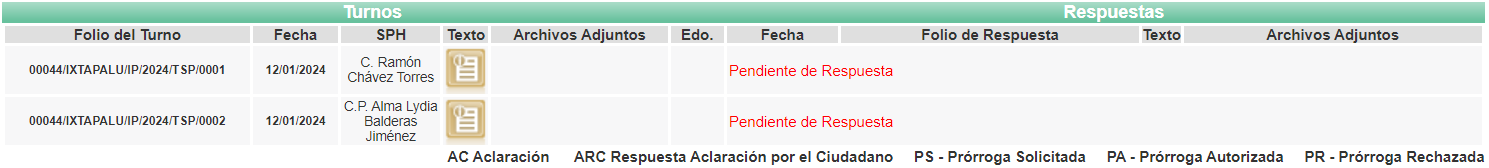 Turnos Respuestas
Folio del Turno Fecha SPH Texto Archivos Adjuntos Edo. Fecha Folio de Respuesta Texto Archivos Adjuntos
00044/IXTAPALU/IP/2024/TSP/0001 12/01/2024 C. Ramón
Chávez Torres Pendiente de Respuesta
00044/IXTAPALU/IP/2024/TSP/0002 12/01/2024 C.P. Alma Lydia
Balderas
Jiménez Pendiente de Respuesta
AC Aclaración ARC Respuesta Aclaración por el Ciudadano PS - Prórroga Solicitada PA - Prórroga Autorizada PR - Prórroga Rechazada